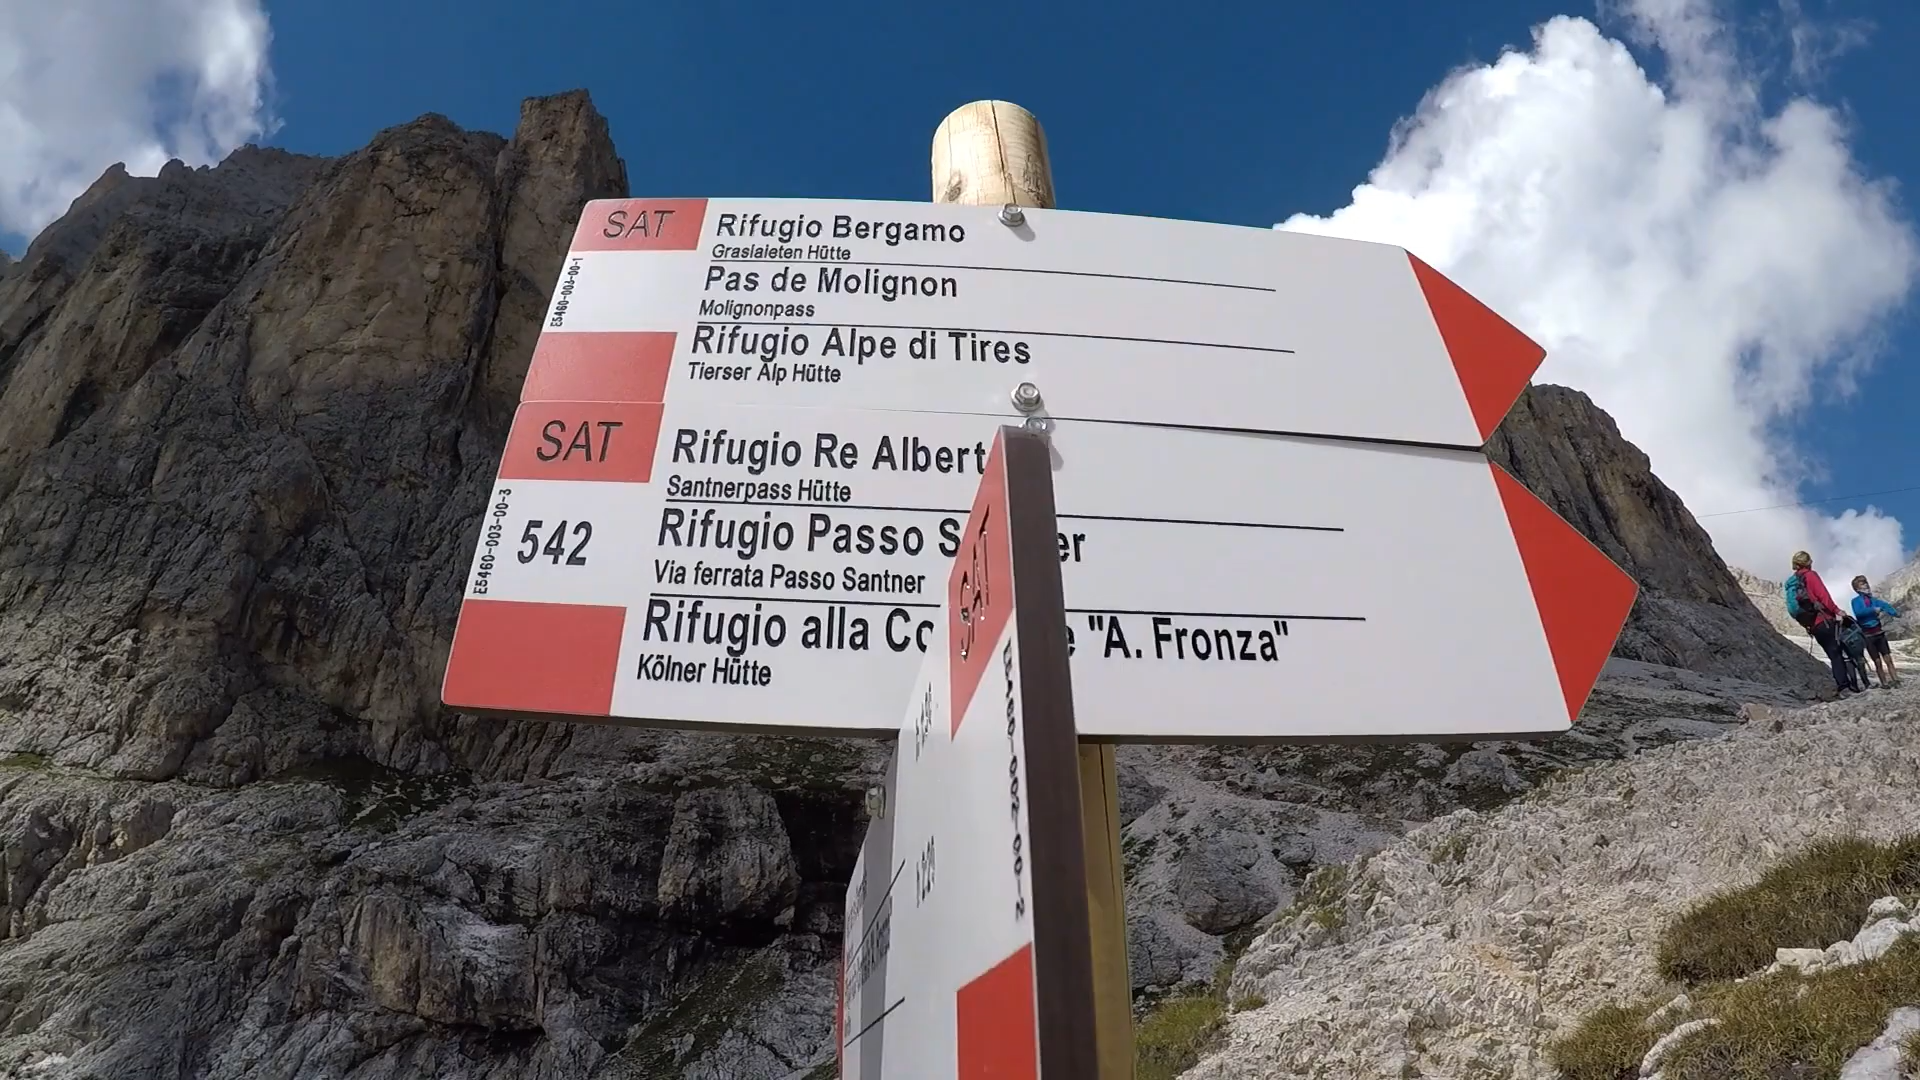 SAT
Rifugio Bergamo
Graslaieten Hütte
E5460-003-00-1
Pas de Molignon
Molignonpass
Rifugio Alpe di Tires
Tierser Alp Hütte
SAT
Rifugio Re Albert
Santnerpass Hütte
E5460-003-00-3
542
Rifugio Passo S er
Via ferrata Passo Santner
Rifugio alla Co e "A. Fronza"
Kölner Hütte
SAT